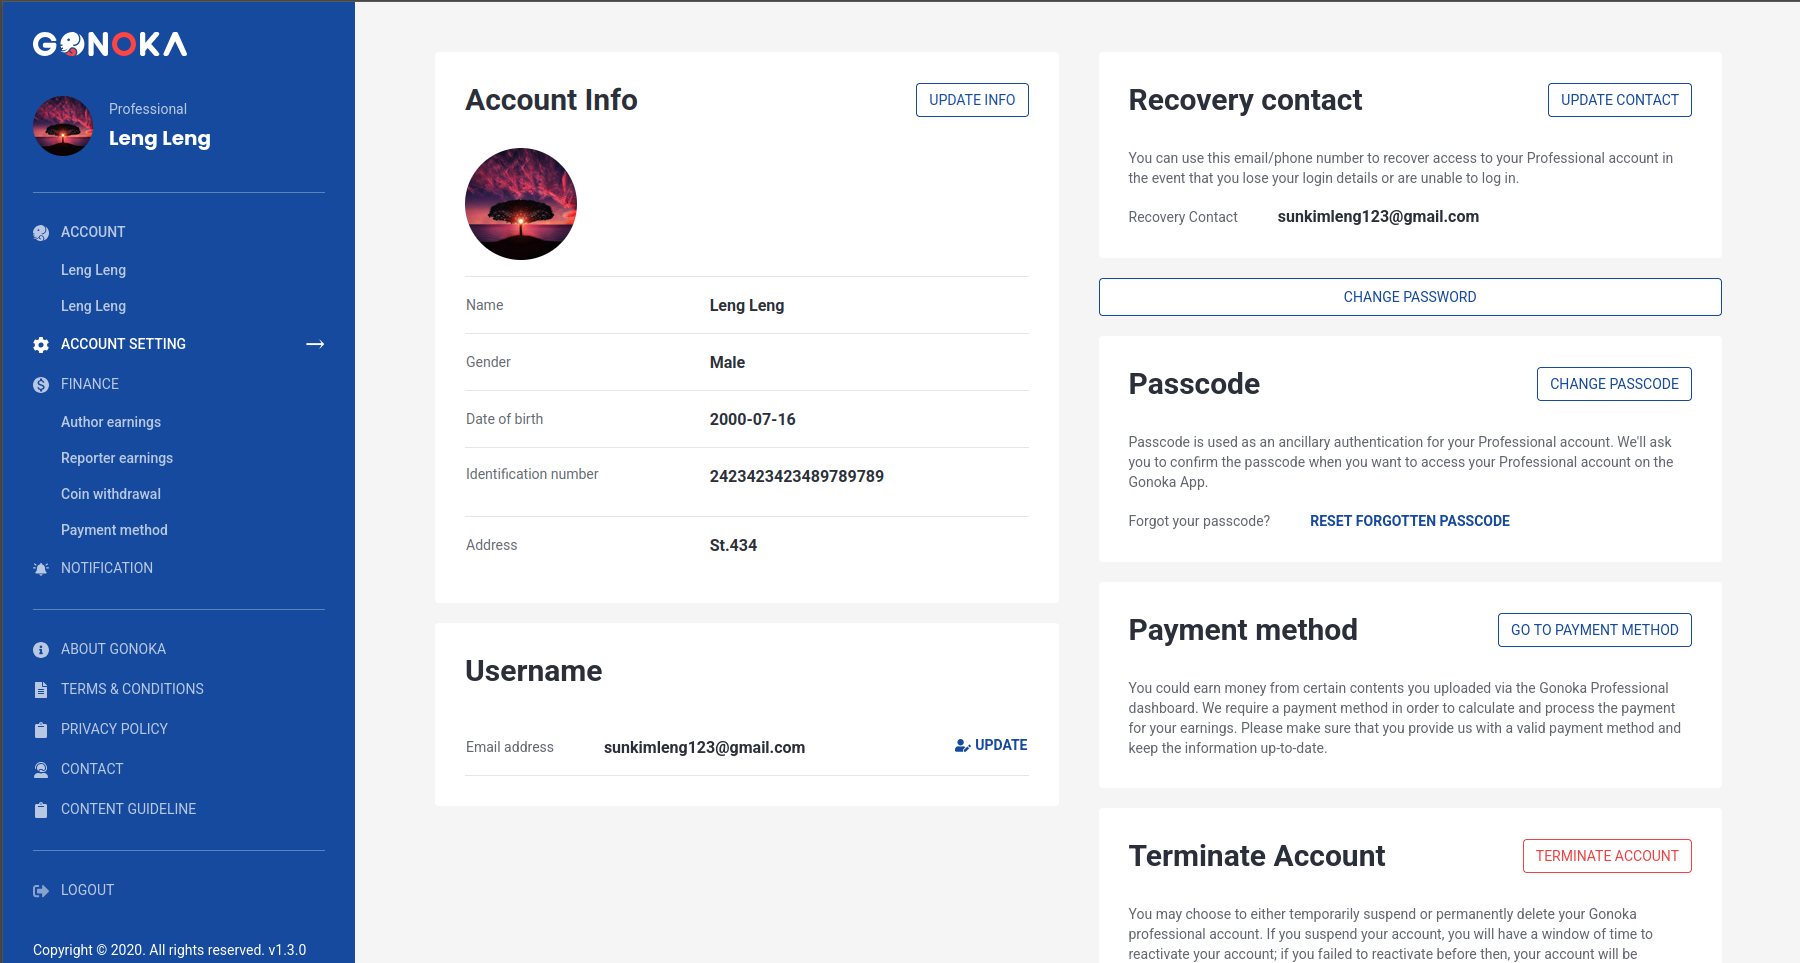 GONOKA
Professional
Leng Leng
ACCOUNT
Leng Leng
Leng Leng
ACCOUNT SETTING
FINANCE
Author earnings
Reporter earnings
Coin withdrawal
Payment method
NOTIFICATION
ABOUT GONOKA
TERMS & CONDITIONS
PRIVACY POLICY
CONTACT
CONTENT GUIDELINE
LOGOUT
Copyright © 2020. All rights reserved. v1.3.0
Account Info
UPDATE INFO
Name Leng Leng
Gender Male
Date of birth 2000-07-16
Identification number 2423423423489789789
Address St.434
Username
Email address sunkimleng123@gmail.com UPDATE
Recovery contact
UPDATE CONTACT
You can use this email/phone number to recover access to your Professional account in
the event that you lose your login details or are unable to log in.
Recovery Contact sunkimleng123@gmail.com
CHANGE PASSWORD
Passcode
CHANGE PASSCODE
Passcode is used as an ancillary authentication for your Professional account. We'll ask
you to confirm the passcode when you want to access your Professional account on the
Gonoka App.
Forgot your passcode? RESET FORGOTTEN PASSCODE
Payment method
GO TO PAYMENT METHOD
You could earn money from certain contents you uploaded via the Gonoka Professional
dashboard. We require a payment method in order to calculate and process the payment
for your earnings. Please make sure that you provide us with a valid payment method and
keep the information up-to-date.
Terminate Account
TERMINATE ACCOUNT
You may choose to either temporarily suspend or permanently delete your Gonoka
professional account. If you suspend your account, you will have a window of time to
reactivate your account; if you failed to reactivate before then, your account will be